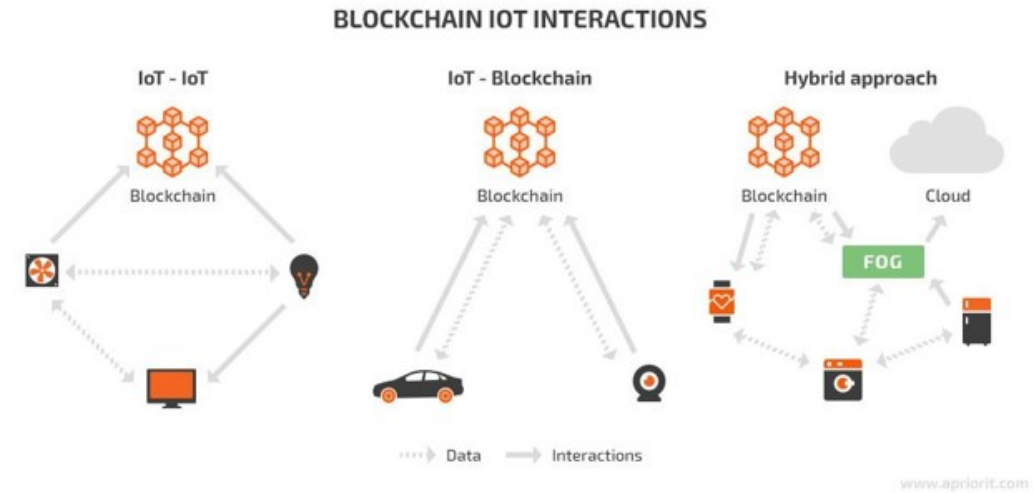 BLOCKCHAIN IOT INTERACTIONS
IoT - IoT
IoT - Blockchain
Hybrid approach
Blockchain
Blockchain
Blockchain
Cloud
FOG
Data
Interactions
www.apriorit.com